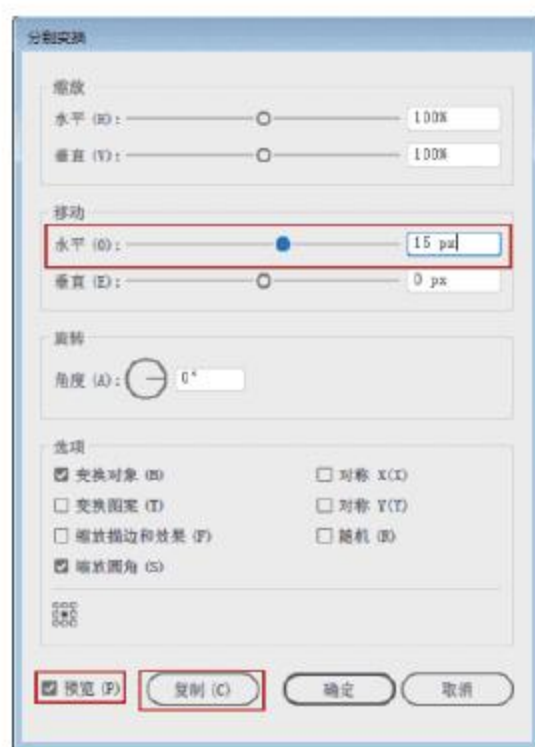 分别变换
缩放
水平 (H): 100%
垂直 (V): 100%
移动
水平 (O): 15 px
垂直 (E): 0 px
旋转
角度 (A): 0°
选项
变换对象 (B) 对称 X(X)
变换图案 (T) 对称 Y(Y)
缩放描边和效果 (F) 随机 (R)
缩放圆角 (S)
预览 (P) 复制 (C) 确定 取消